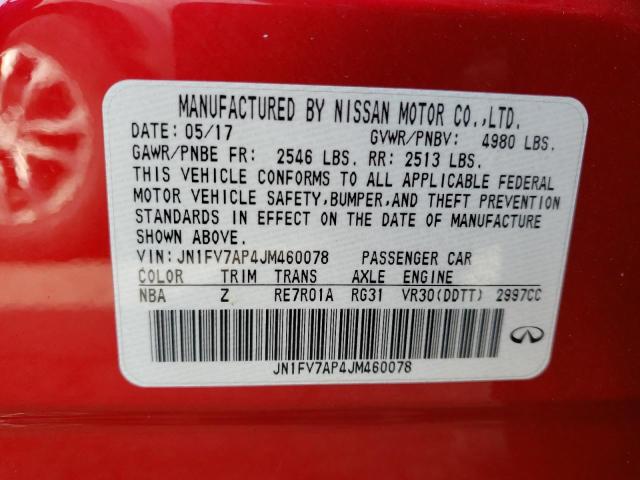 MANUFACTURED BY NISSAN MOTOR CO.,LTD.
DATE: 05/17 GVWR/PNBV: 4980 LBS.
GAWR/PNBE FR: 2546 LBS. RR: 2513 LBS.
THIS VEHICLE CONFORMS TO ALL APPLICABLE FEDERAL
MOTOR VEHICLE SAFETY,BUMPER,AND THEFT PREVENTION
STANDARDS IN EFFECT ON THE DATE OF MANUFACTURE
SHOWN ABOVE.
VIN: JN1FV7AP4JM460078 PASSENGER CAR
COLOR TRIM TRANS AXLE ENGINE
NBA Z RE7R01A RG31 VR30(DDTT) 2997CC
JN1FV7AP4JM460078